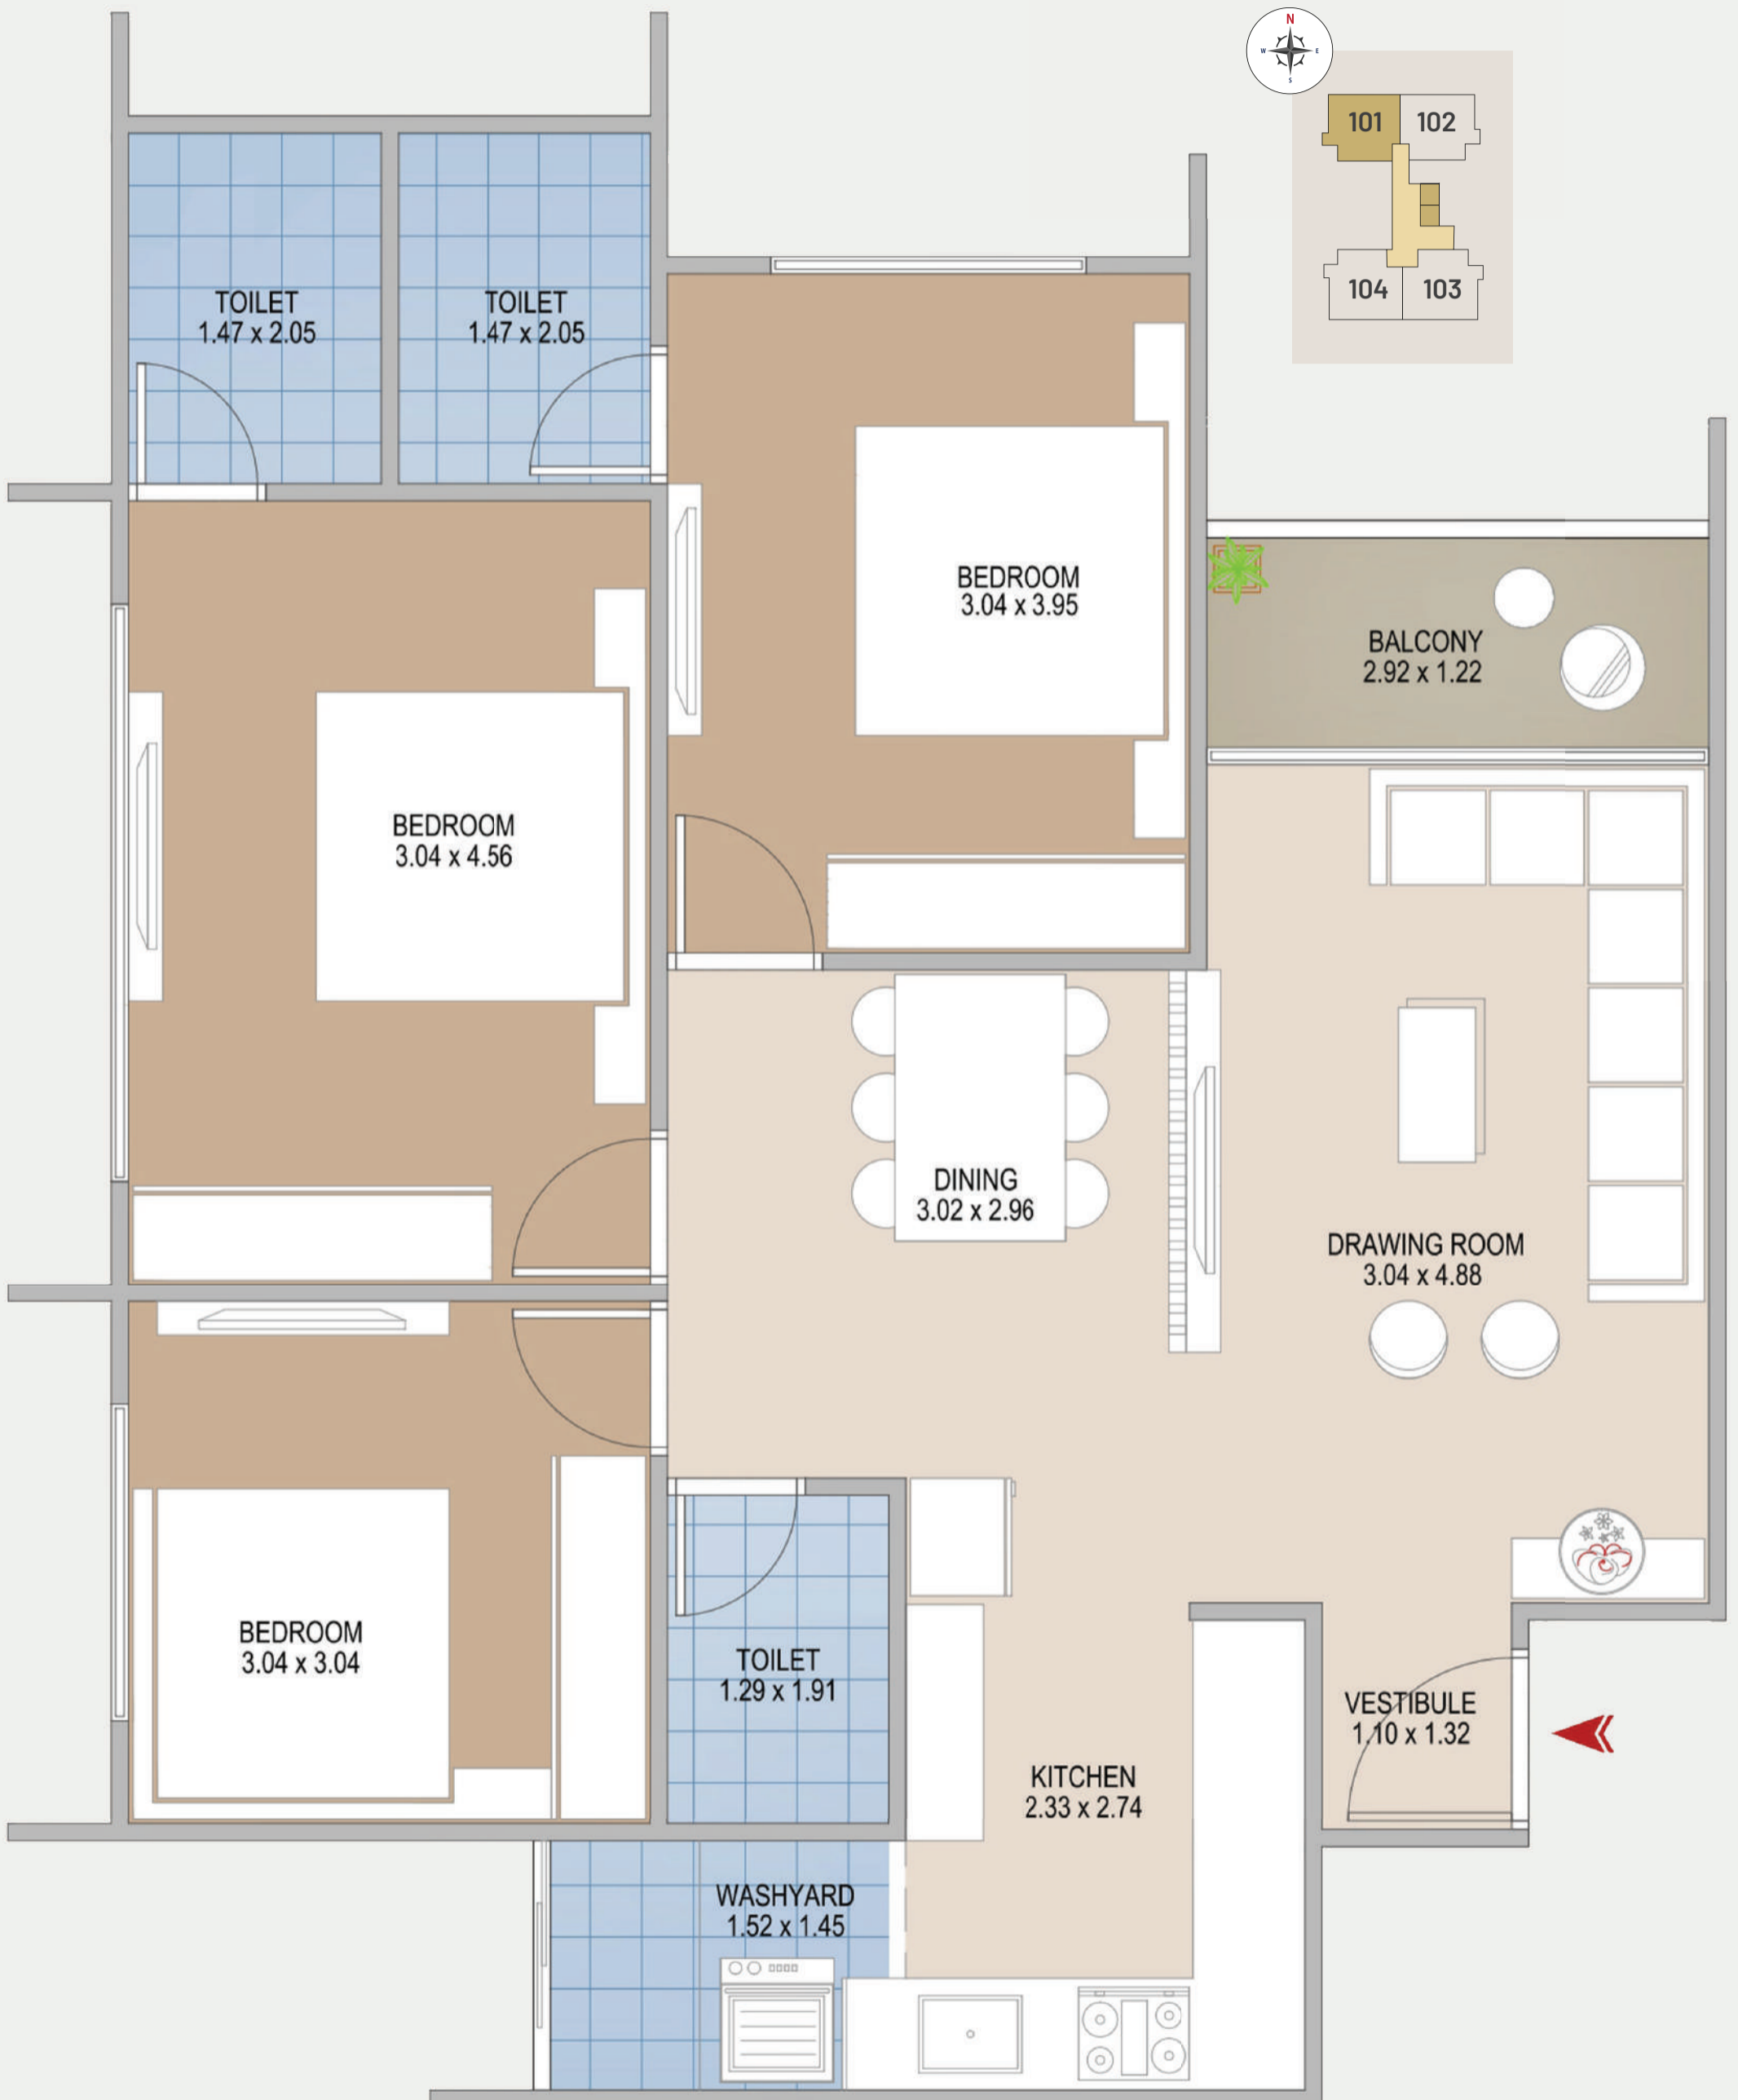 N
W
E
S
101
102
104
103
TOILET
1.47 x 2.05
TOILET
1.47 x 2.05
BEDROOM
3.04 x 3.95
BALCONY
2.92 x 1.22
BEDROOM
3.04 x 4.56
DINING
3.02 x 2.96
DRAWING ROOM
3.04 x 4.88
BEDROOM
3.04 x 3.04
TOILET
1.29 x 1.91
VESTIBULE
1.10 x 1.32
KITCHEN
2.33 x 2.74
WASHYARD
1.52 x 1.45